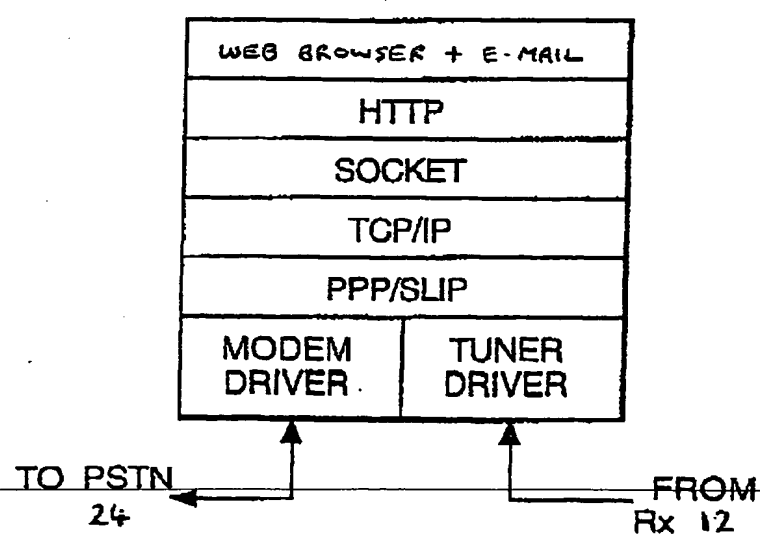 WEB BROWSER + E-MAIL
HTTP
SOCKET
TCP/IP
PPP/SLIP
MODEM
DRIVER
TUNER
DRIVER
TO PSTN
24
FROM
Rx 12